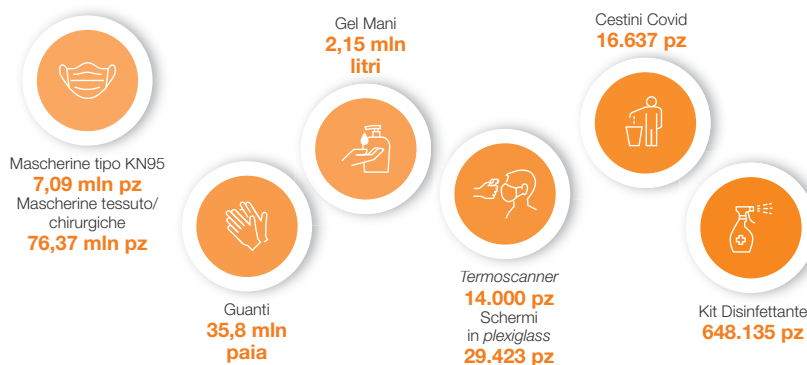 Mascherine tipo KN95
7,09 mln pz
Mascherine tessuto/
chirurgiche
76,37 mln pz
Guanti
35,8 mln
paia
Gel Mani
2,15 mln
litri
Termoscanner
14.000 pz
Schermi
in plexiglass
29.423 pz
Cestini Covid
16.637 pz
Kit Disinfettante
648.135 pz